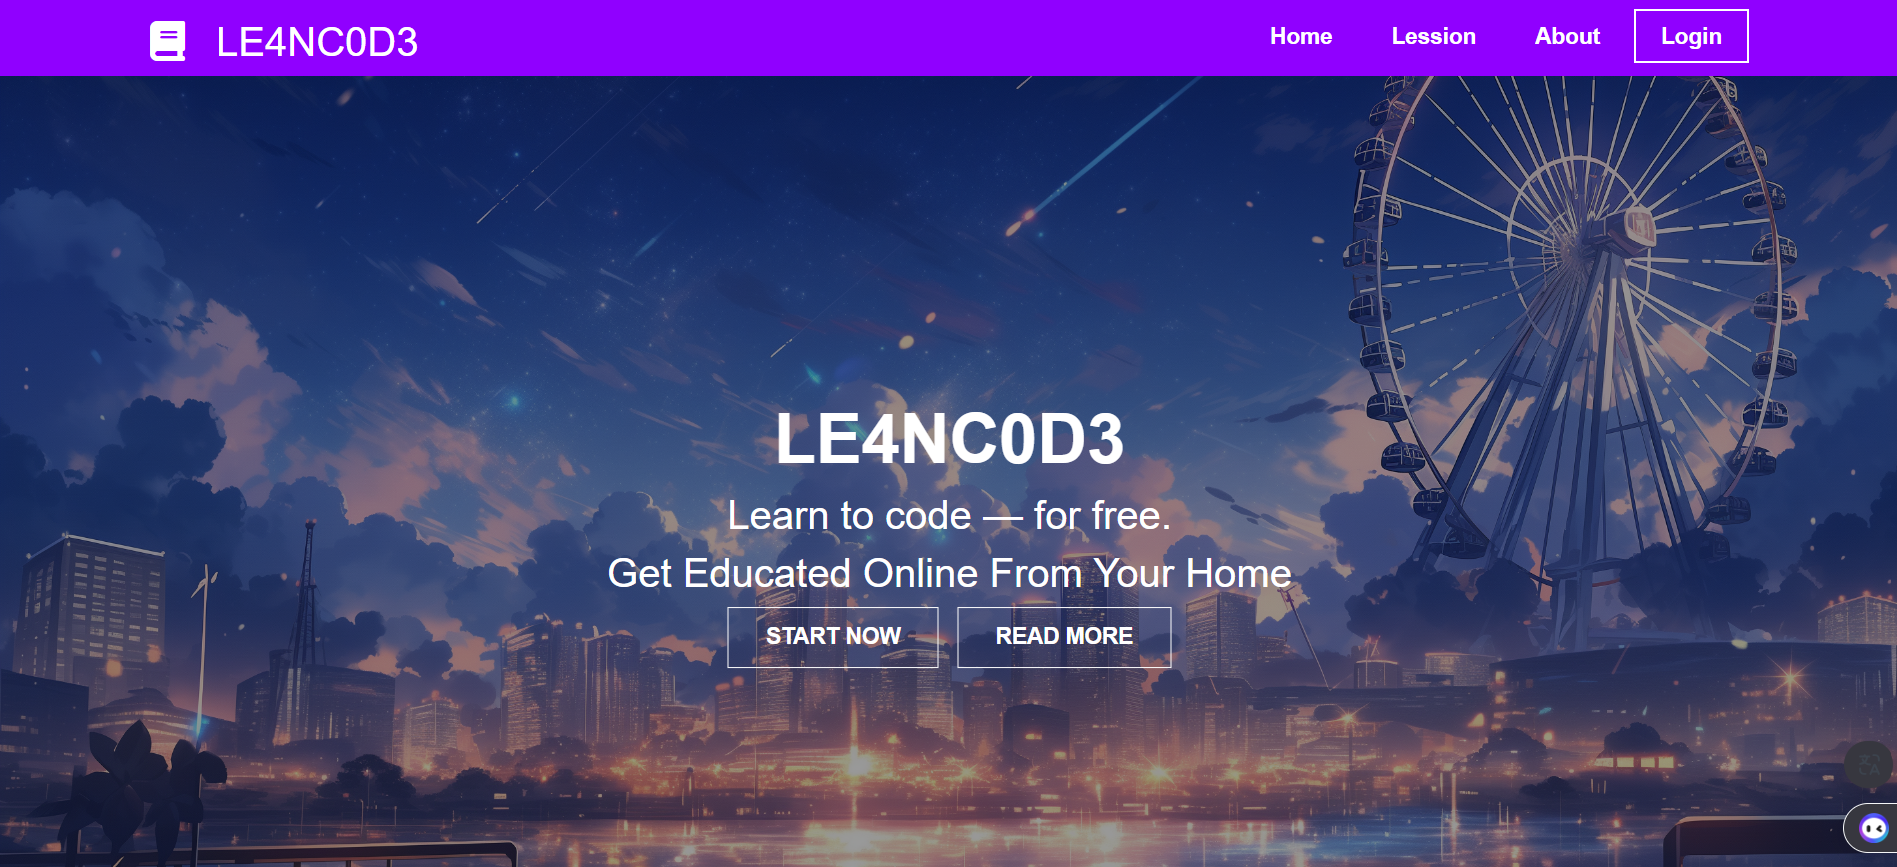 LE4NC0D3
Home Lession About Login
LE4NC0D3
Learn to code — for free.
Get Educated Online From Your Home
START NOW READ MORE